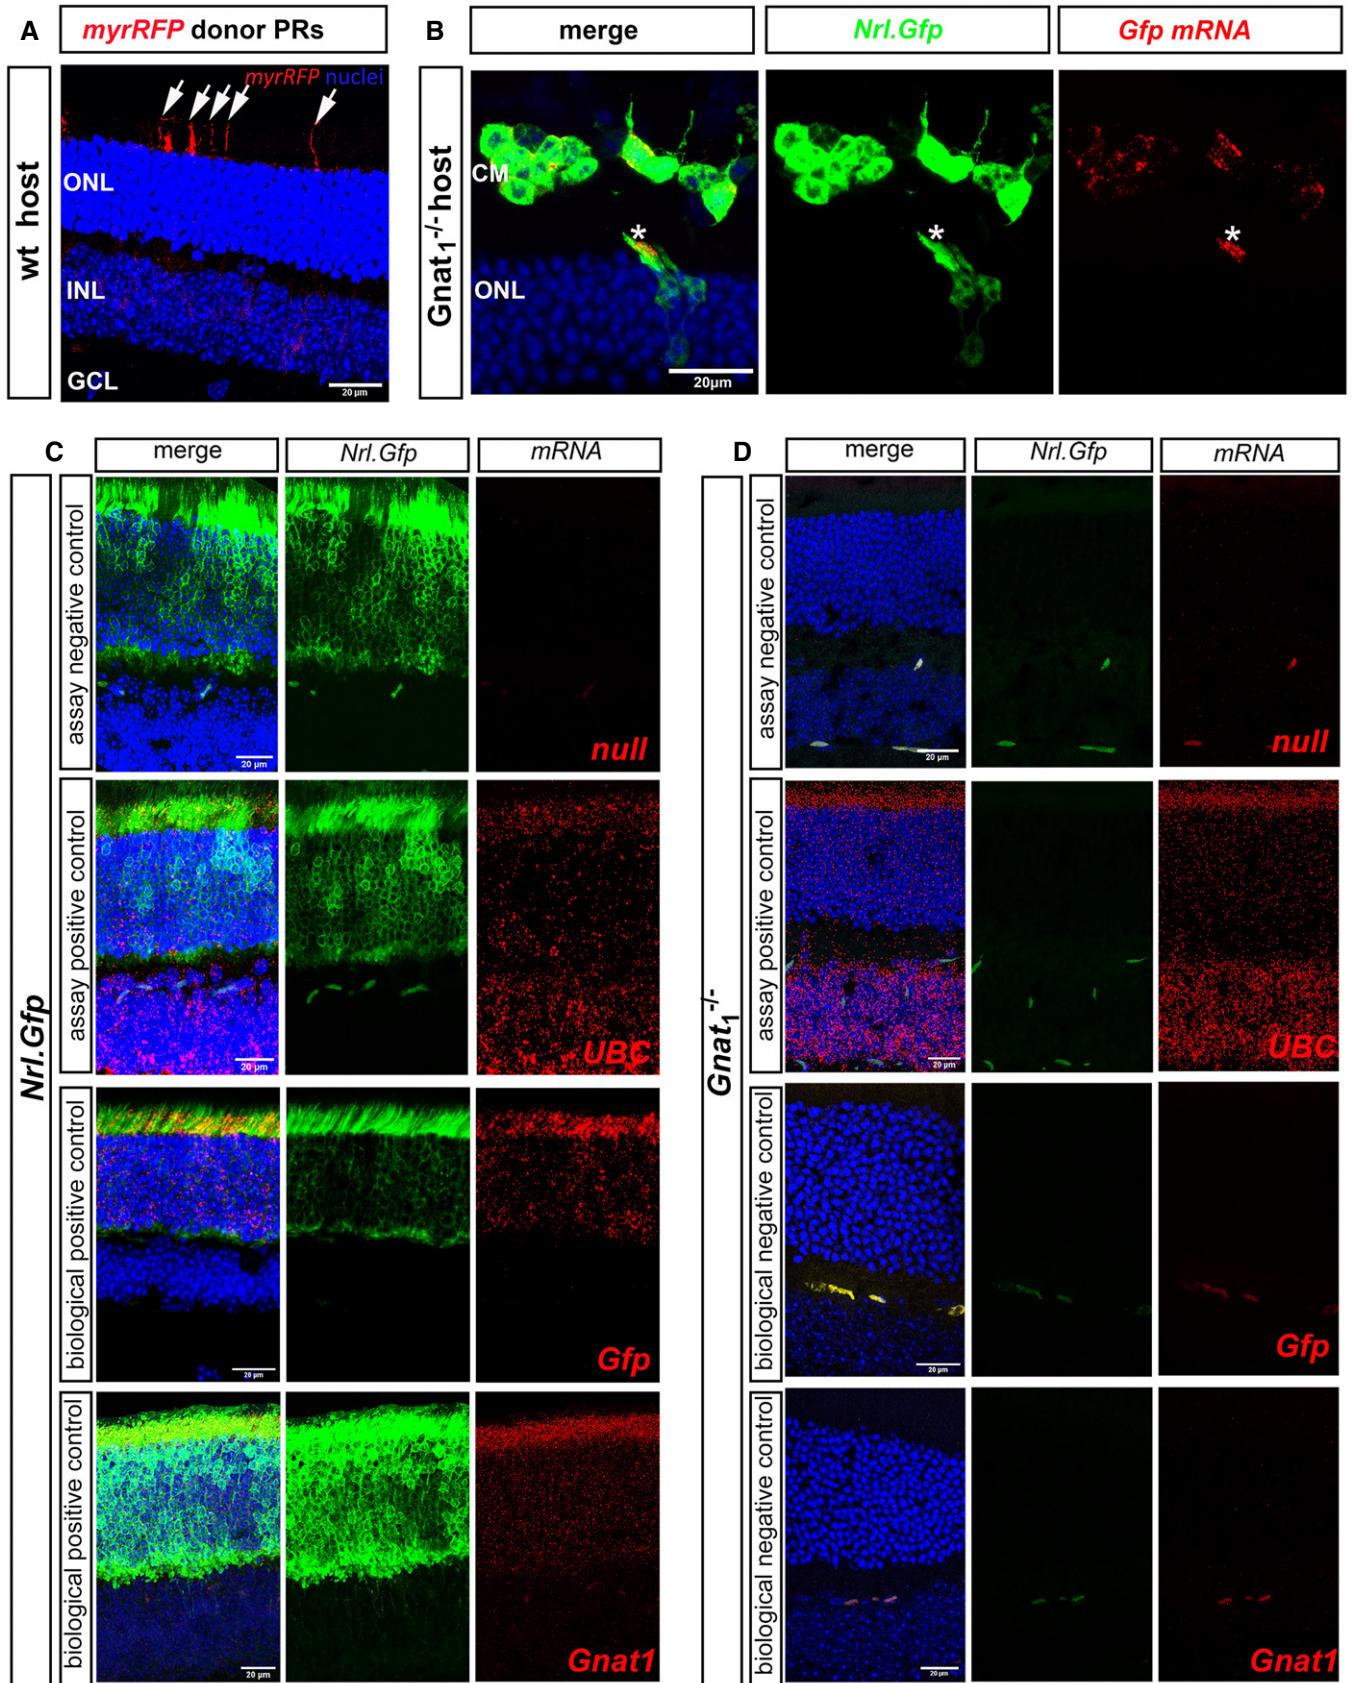 A
myrRFP donor PRs
wt host
myrRFP nuclei
ONL
INL
GCL
20 µm
B
merge
Nrl.Gfp
Gfp mRNA
Gnat1-/- host
CM
*
ONL
20µm
*
*
C
merge
Nrl.Gfp
mRNA
Nrl.Gfp
assay negative control
20 µm
null
assay positive control
20 µm
UBC
biological positive control
20 µm
Gfp
biological positive control
20 µm
Gnat1
D
merge
Nrl.Gfp
mRNA
Gnat1-/-
assay negative control
20 µm
null
assay positive control
20 µm
UBC
biological negative control
20 µm
Gfp
biological negative control
20 µm
Gnat1